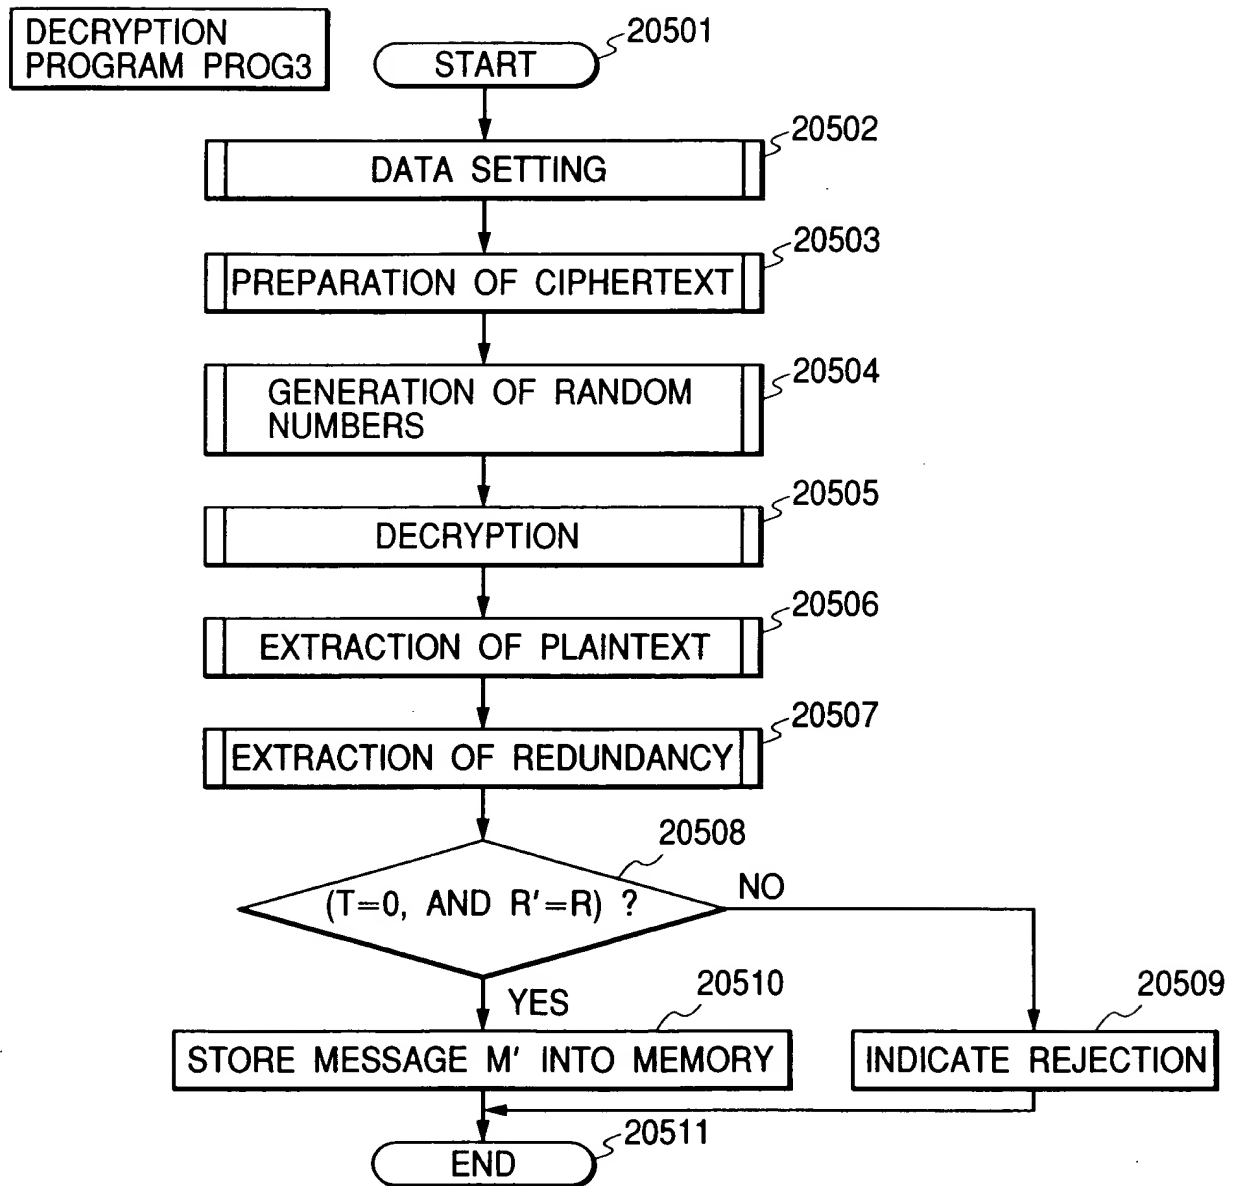 DECRYPTION
PROGRAM PROG3
START
20501
20502
DATA SETTING
20503
PREPARATION OF CIPHERTEXT
20504
GENERATION OF RANDOM
NUMBERS
20505
DECRYPTION
20506
EXTRACTION OF PLAINTEXT
20507
EXTRACTION OF REDUNDANCY
20508
(T=0, AND R'=R) ?
NO
YES
20510
20509
STORE MESSAGE M' INTO MEMORY
INDICATE REJECTION
20511
END